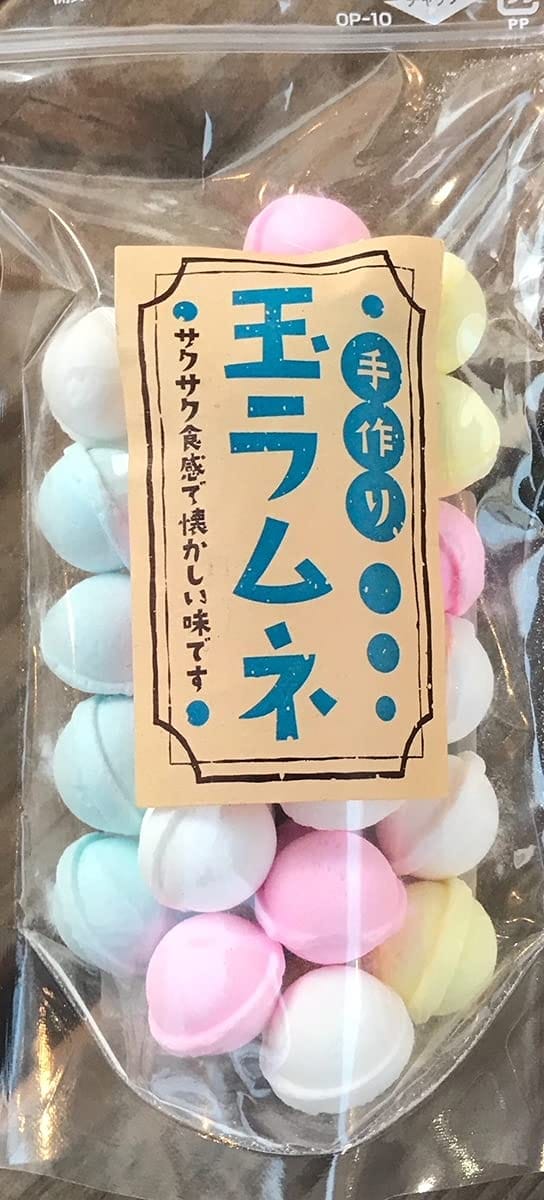 OP-10
PP
手作り
玉ラムネ
サクサク食感で懐かしい味です